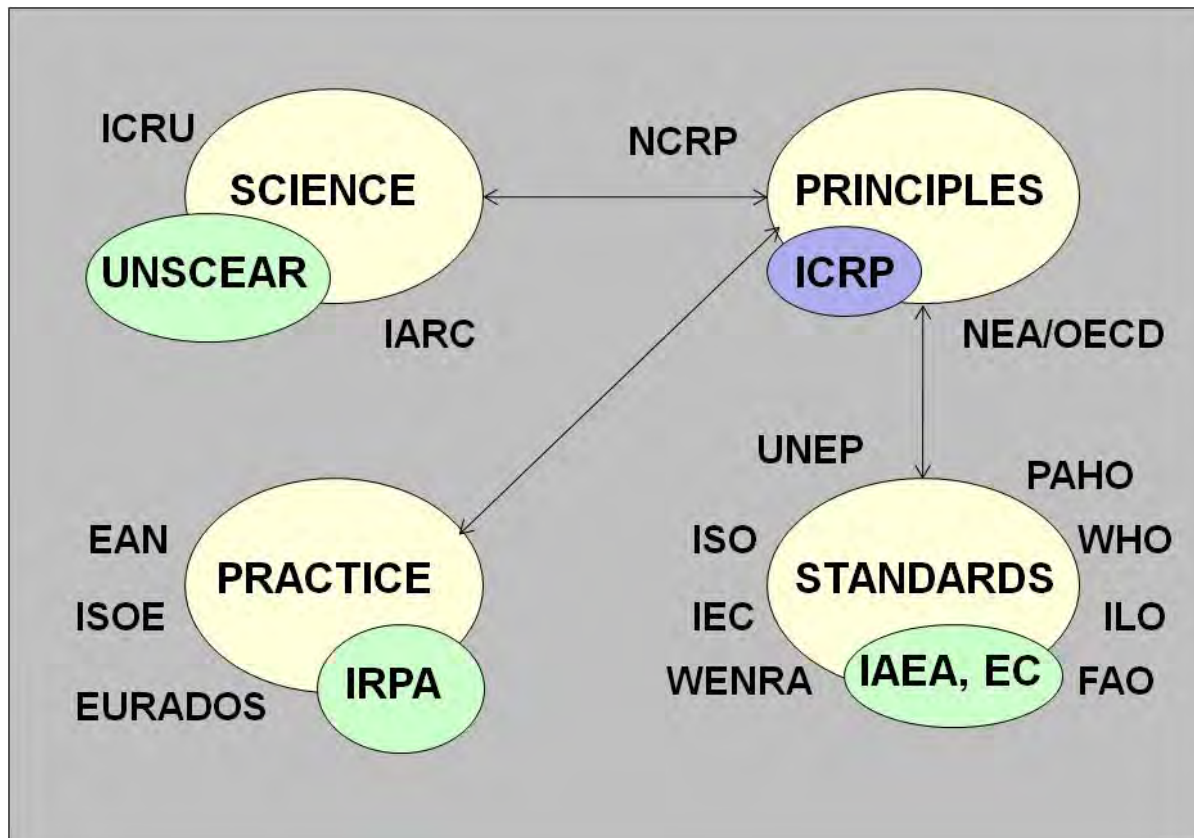 ICRU
SCIENCE
UNSCEAR
IARC
NCRP
PRINCIPLES
ICRP
NEA/OECD
EAN
PRACTICE
ISOE
IRPA
EURADOS
UNEP
PAHO
ISO
WHO
STANDARDS
IEC
ILO
WENRA
IAEA, EC
FAO